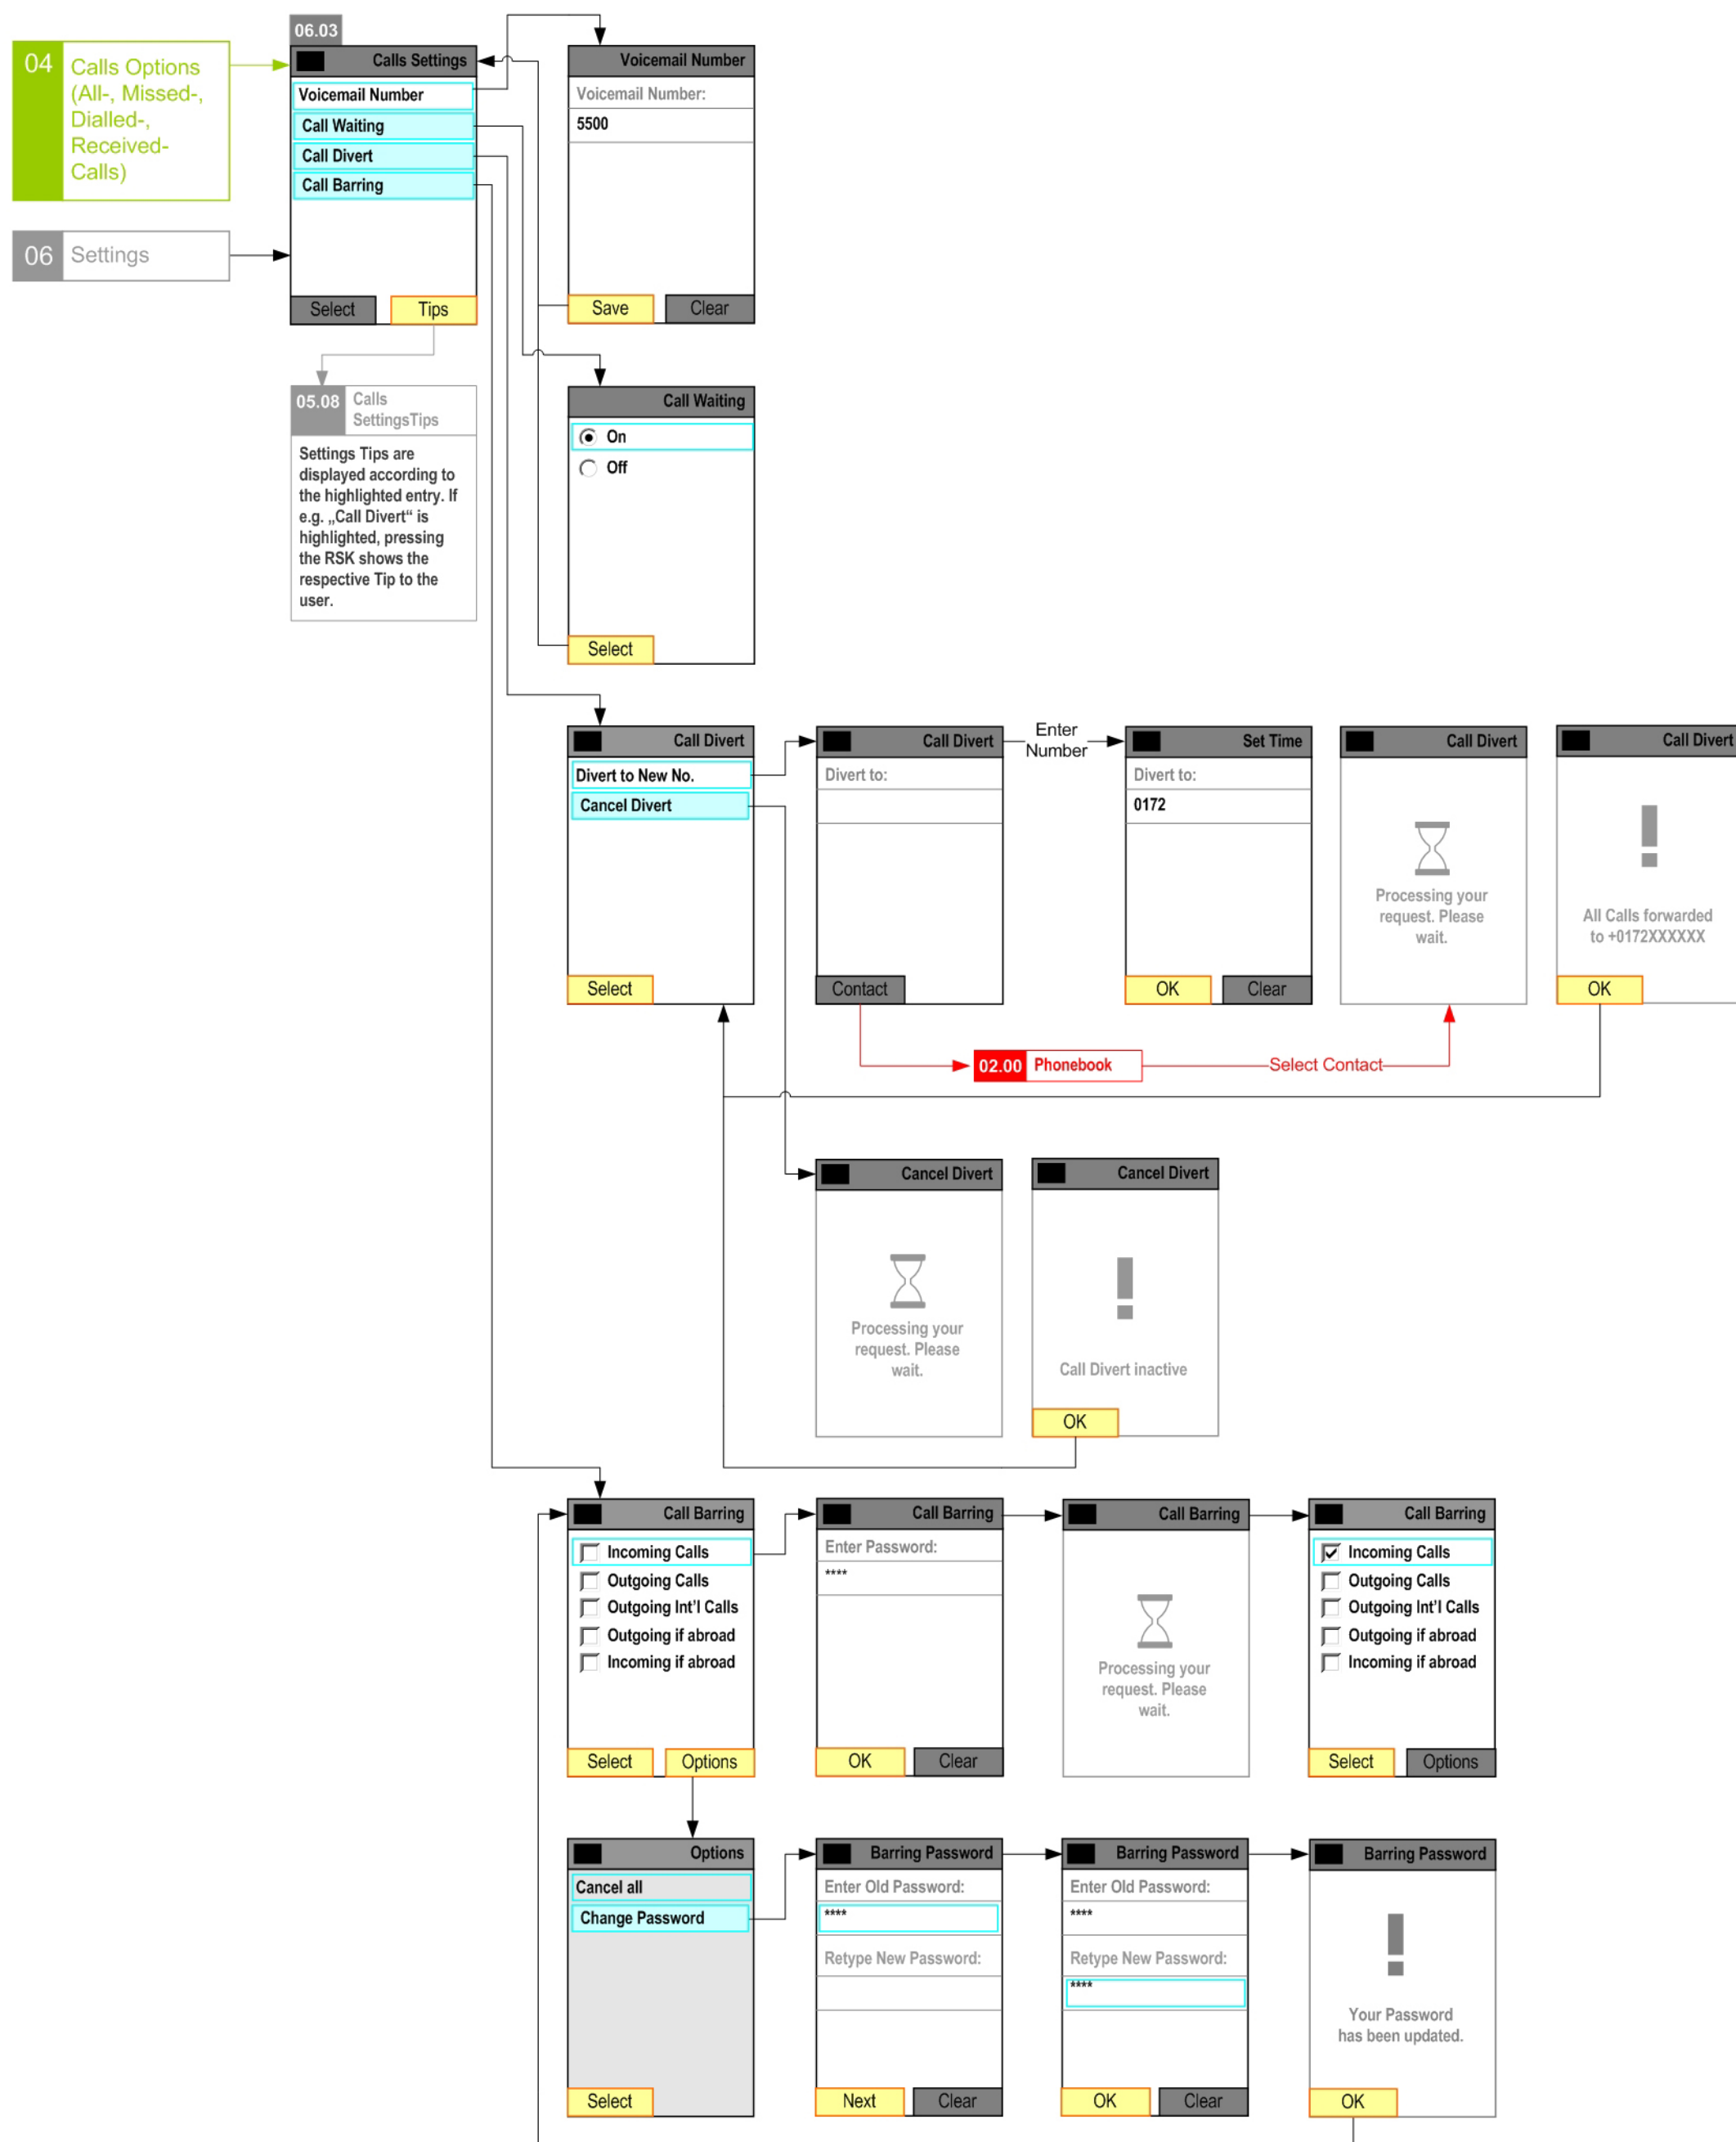 06.03
04
Calls Options
(All-, Missed-,
Dialled-,
Received-
Calls)
06
Settings
Calls Settings
Voicemail Number
Call Waiting
Call Divert
Call Barring
Select
Tips
Voicemail Number
Voicemail Number:
5500
Save
Clear
05.08
Calls
SettingsTips
Settings Tips are
displayed according to
the highlighted entry. If
e.g. „Call Divert“ is
highlighted, pressing
the RSK shows the
respective Tip to the
user.
Call Waiting
On
Off
Select
Call Divert
Divert to New No.
Cancel Divert
Select
Call Divert
Divert to:
Contact
Enter
Number
Set Time
Divert to:
0172
OK
Clear
Call Divert
Processing your
request. Please
wait.
Call Divert
All Calls forwarded
to +0172XXXXXX
OK
02.00
Phonebook
Select Contact
Cancel Divert
Processing your
request. Please
wait.
Cancel Divert
Call Divert inactive
OK
Call Barring
Incoming Calls
Outgoing Calls
Outgoing Int’l Calls
Outgoing if abroad
Incoming if abroad
Select
Options
Call Barring
Enter Password:
****
OK
Clear
Call Barring
Processing your
request. Please
wait.
Call Barring
Incoming Calls
Outgoing Calls
Outgoing Int’l Calls
Outgoing if abroad
Incoming if abroad
Select
Options
Options
Cancel all
Change Password
Select
Barring Password
Enter Old Password:
****
Retype New Password:
Next
Clear
Barring Password
Enter Old Password:
****
Retype New Password:
****
OK
Clear
Barring Password
Your Password
has been updated.
OK